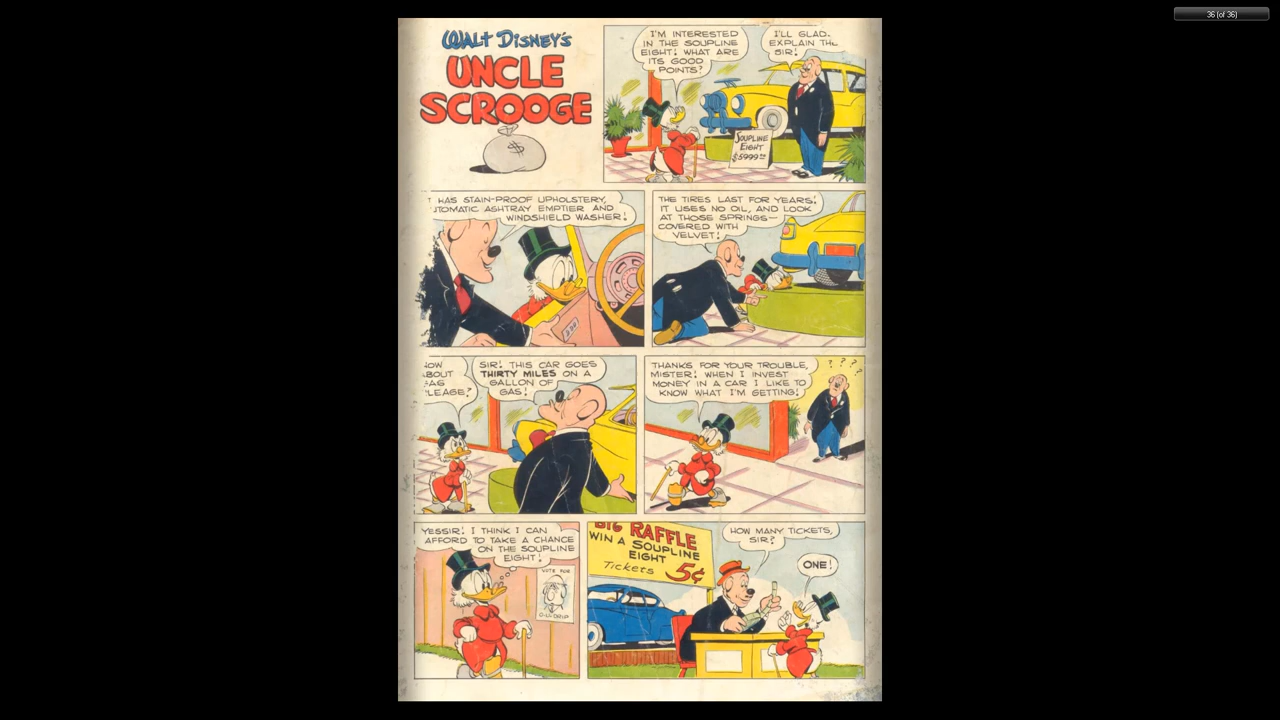 36 (of 36)
WALT DISNEY'S
UNCLE
SCROOGE
$
I'M INTERESTED
IN THE SOUPLINE
EIGHT! WHAT ARE
ITS GOOD
POINTS?
I'LL GLAD
EXPLAIN TH
SIR!
SOUPLINE
EIGHT
$5999.00
HAS STAIN-PROOF UPHOLSTERY,
UTOMATIC ASHTRAY EMPTIER AND
WINDSHIELD WASHER!
THE TIRES LAST FOR YEARS!
IT USES NO OIL, AND LOOK
AT THOSE SPRINGS—
COVERED WITH
VELVET!
HOW
ABOUT
GAS
LEAGE?
SIR! THIS CAR GOES
THIRTY MILES ON A
GALLON OF
GAS!
THANKS FOR YOUR TROUBLE,
MISTER! WHEN I INVEST
MONEY IN A CAR I LIKE TO
KNOW WHAT I'M GETTING!
? ? ?
? ?
YESSIR! I THINK I CAN
AFFORD TO TAKE A CHANCE
ON THE SOUPLINE
EIGHT!
VOTE FOR
BIG RAFFLE
WIN A SOUPLINE
EIGHT
Tickets 5¢
HOW MANY TICKETS,
SIR?
ONE!